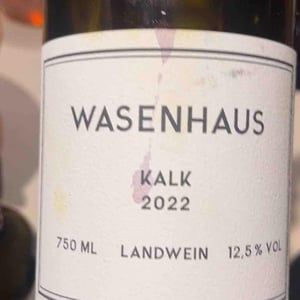 WASENHAUS
KALK
2022
750 ML LANDWEIN 12,5 % VOL